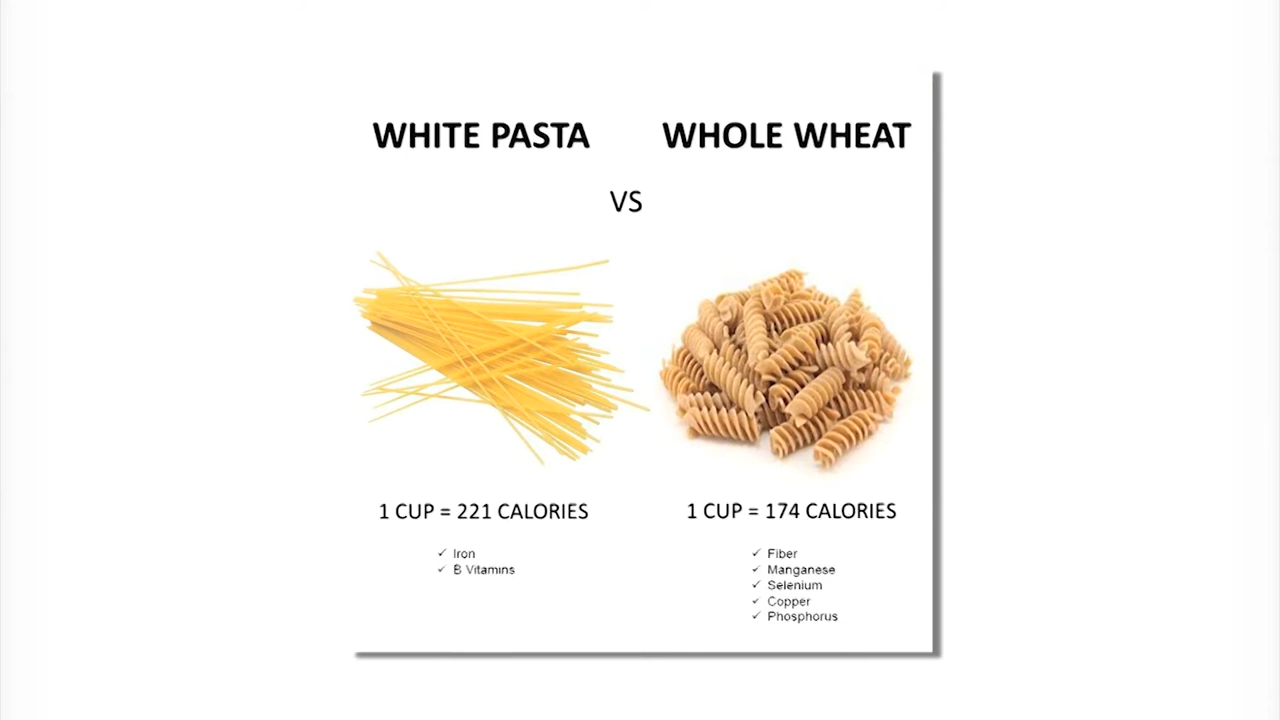 WHITE PASTA
WHOLE WHEAT
VS
1 CUP = 221 CALORIES
✓ Iron
✓ B Vitamins
1 CUP = 174 CALORIES
✓ Fiber
✓ Manganese
✓ Selenium
✓ Copper
✓ Phosphorus